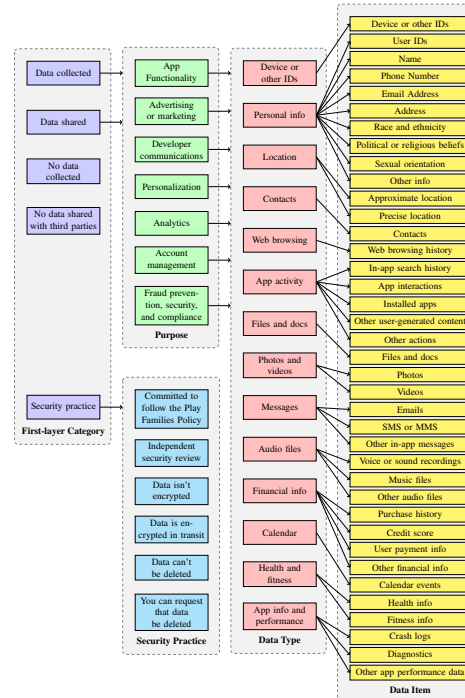 Data collected
Data shared
No data
collected
No data shared
with third parties
Security practice
First-layer Category
App
Functionality
Advertising
or marketing
Developer
communications
Personalization
Analytics
Account
management
Fraud preven-
tion, security,
and compliance
Purpose
Committed to
follow the Play
Families Policy
Independent
security review
Data isn't
encrypted
Data is en-
crypted in transit
Data can't
be deleted
You can request
that data
be deleted
Security Practice
Device or
other IDs
Personal info
Location
Contacts
Web browsing
App activity
Files and docs
Photos and
videos
Messages
Audio files
Financial info
Calendar
Health and
fitness
App info and
performance
Data Type
Device or other IDs
User IDs
Name
Phone Number
Email Address
Address
Race and ethnicity
Political or religious beliefs
Sexual orientation
Other info
Approximate location
Precise location
Contacts
Web browsing history
In-app search history
App interactions
Installed apps
Other user-generated content
Other actions
Files and docs
Photos
Videos
Emails
SMS or MMS
Other in-app messages
Voice or sound recordings
Music files
Other audio files
Purchase history
Credit score
User payment info
Other financial info
Calendar events
Health info
Fitness info
Crash logs
Diagnostics
Other app performance data
Data Item